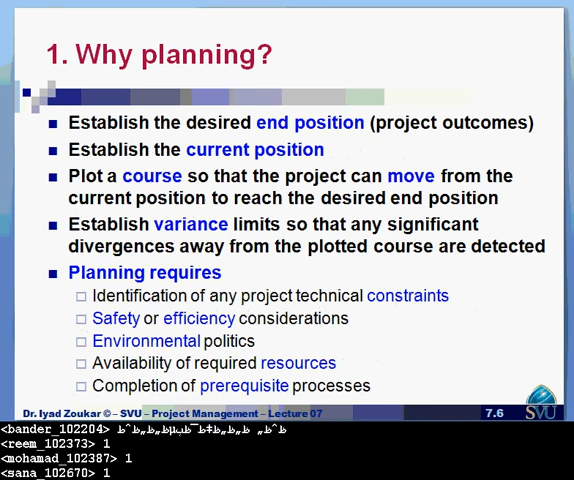 1. Why planning?
Establish the desired end position (project outcomes)
Establish the current position
Plot a course so that the project can move from the
current position to reach the desired end position
Establish variance limits so that any significant
divergences away from the plotted course are detected
Planning requires
Identification of any project technical constraints
Safety or efficiency considerations
Environmental politics
Availability of required resources
Completion of prerequisite processes
Dr. Iyad Zoukar © – SVU – Project Management – Lecture 07
7.6
SVU
<bander_102204>
<reem_102373> 1
<mohamad_102387> 1
<sana_102670> 1